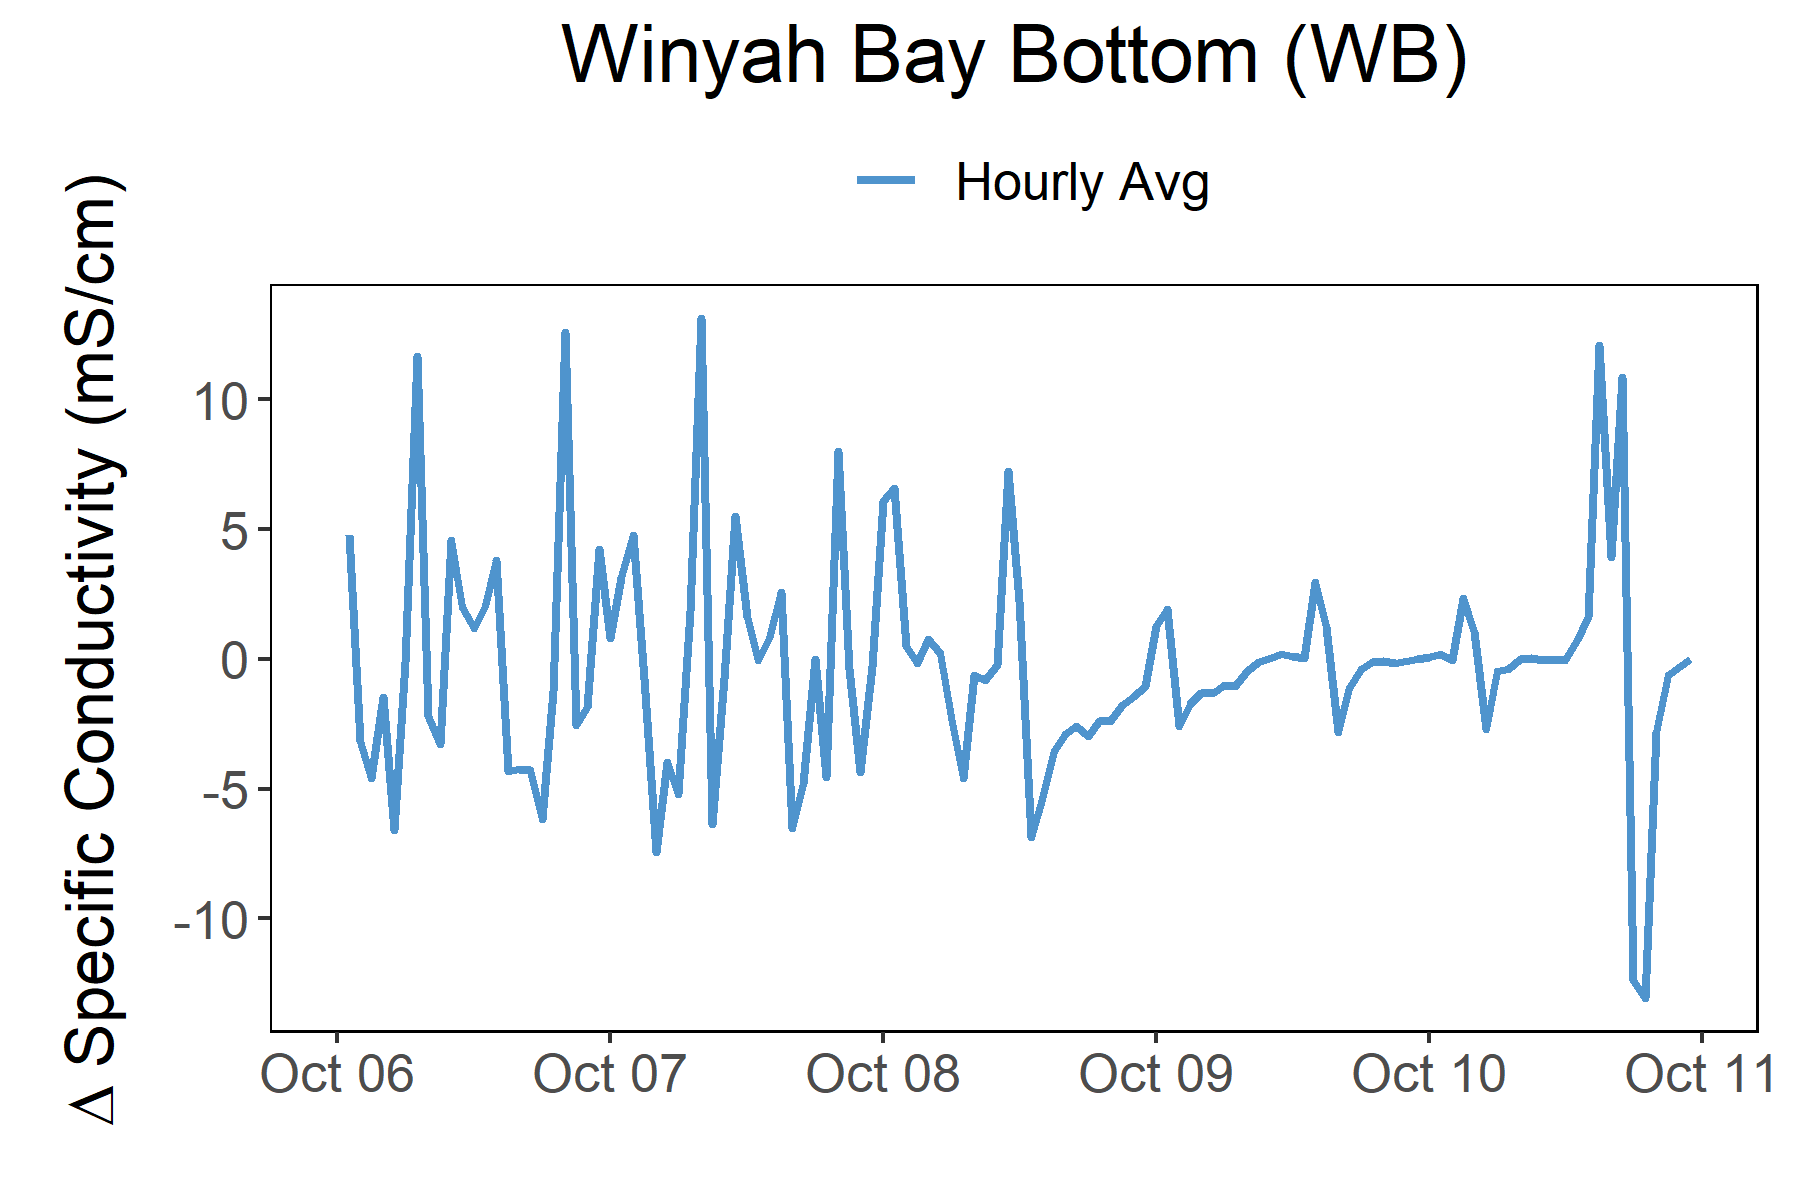 Winyah Bay Bottom (WB)
Hourly Avg
Δ Specific Conductivity (mS/cm)
10
5
0
-5
-10
Oct 06 Oct 07 Oct 08 Oct 09 Oct 10 Oct 11